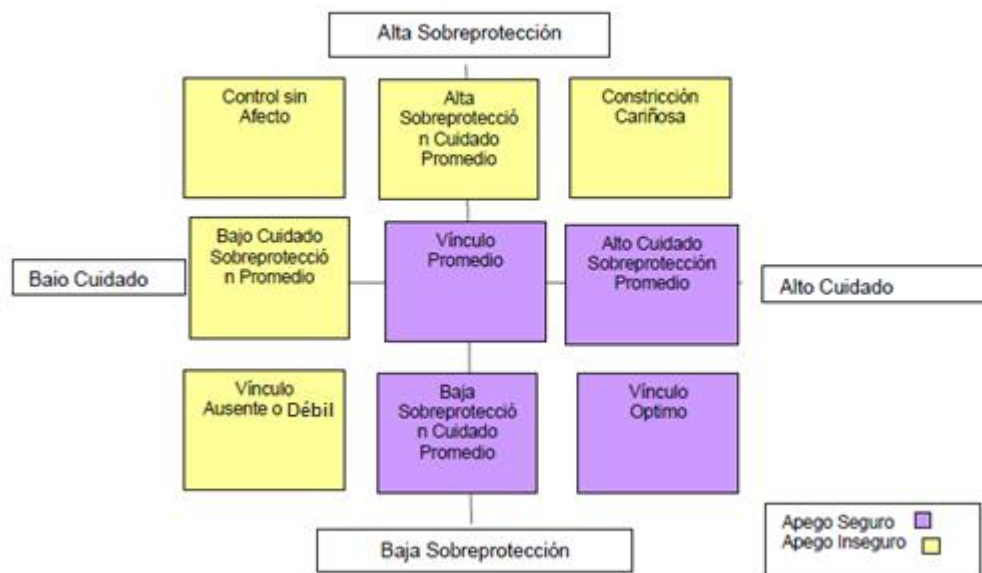 Alta Sobreprotección
Control sin
Afecto
Alta
Sobreprotecció
n Cuidado
Promedio
Constricción
Cariñosa
Baio Cuidado
Bajo Cuidado
Sobreprotecció
n Promedio
Vínculo
Promedio
Alto Cuidado
Sobreprotección
Promedio
Alto Cuidado
Vínculo
Ausente o Débil
Baja
Sobreprotecció
n Cuidado
Promedio
Vínculo
Optimo
Baja Sobreprotección
Apego Seguro
Apego Inseguro